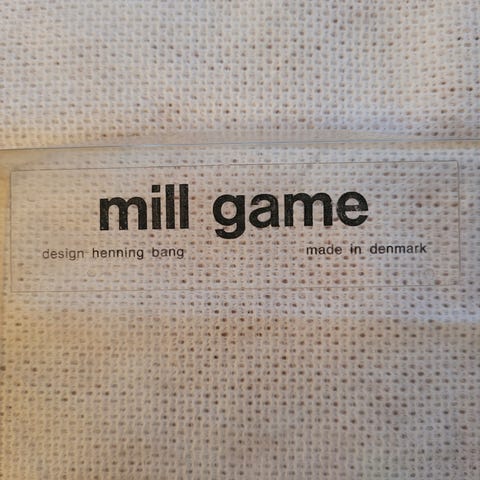 mill game
design henning bang made in denmark